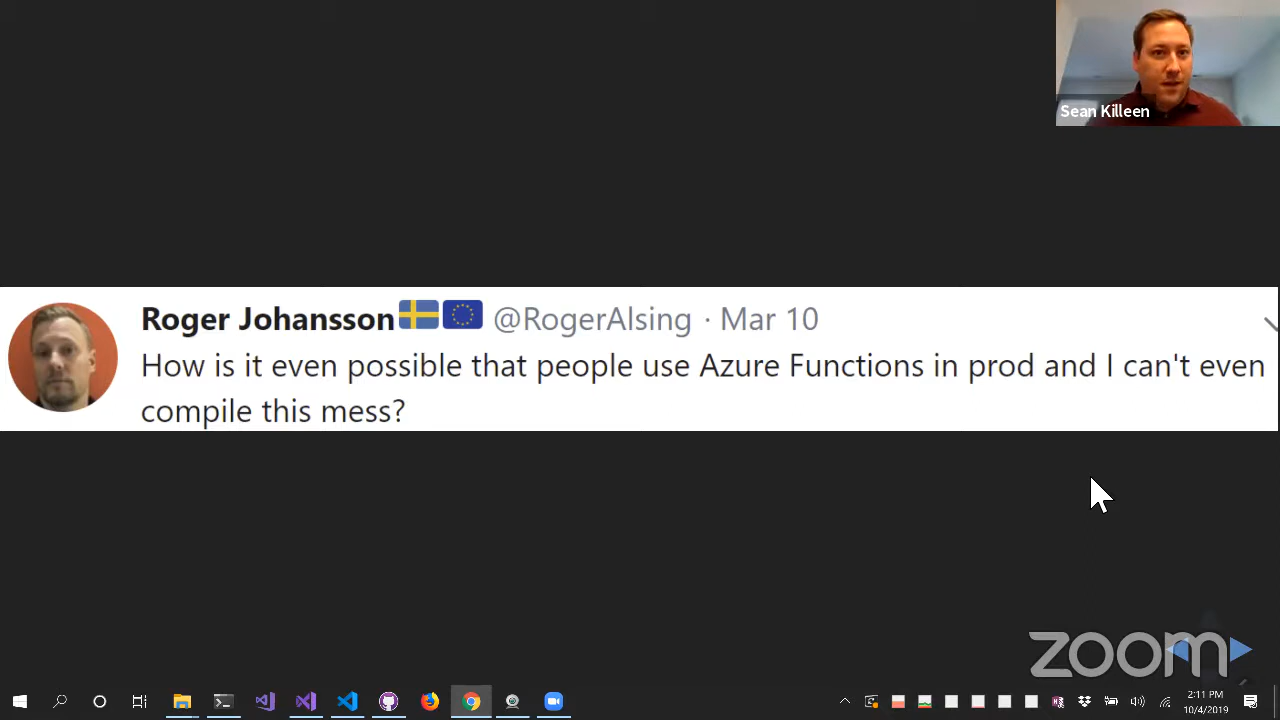 Sean Killeen
Roger Johansson @RogerAlsing · Mar 10
How is it even possible that people use Azure Functions in prod and I can't even
compile this mess?
zoom
2:11 PM
10/4/2019